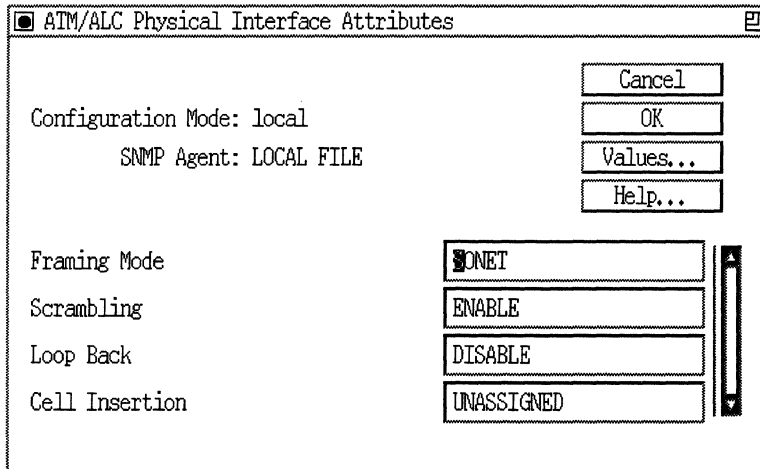 ATM/ALC Physical Interface Attributes
Cancel
Configuration Mode: local
OK
SNMP Agent: LOCAL FILE
Values...
Help...
Framing Mode
SONET
Scrambling
ENABLE
Loop Back
DISABLE
Cell Insertion
UNASSIGNED